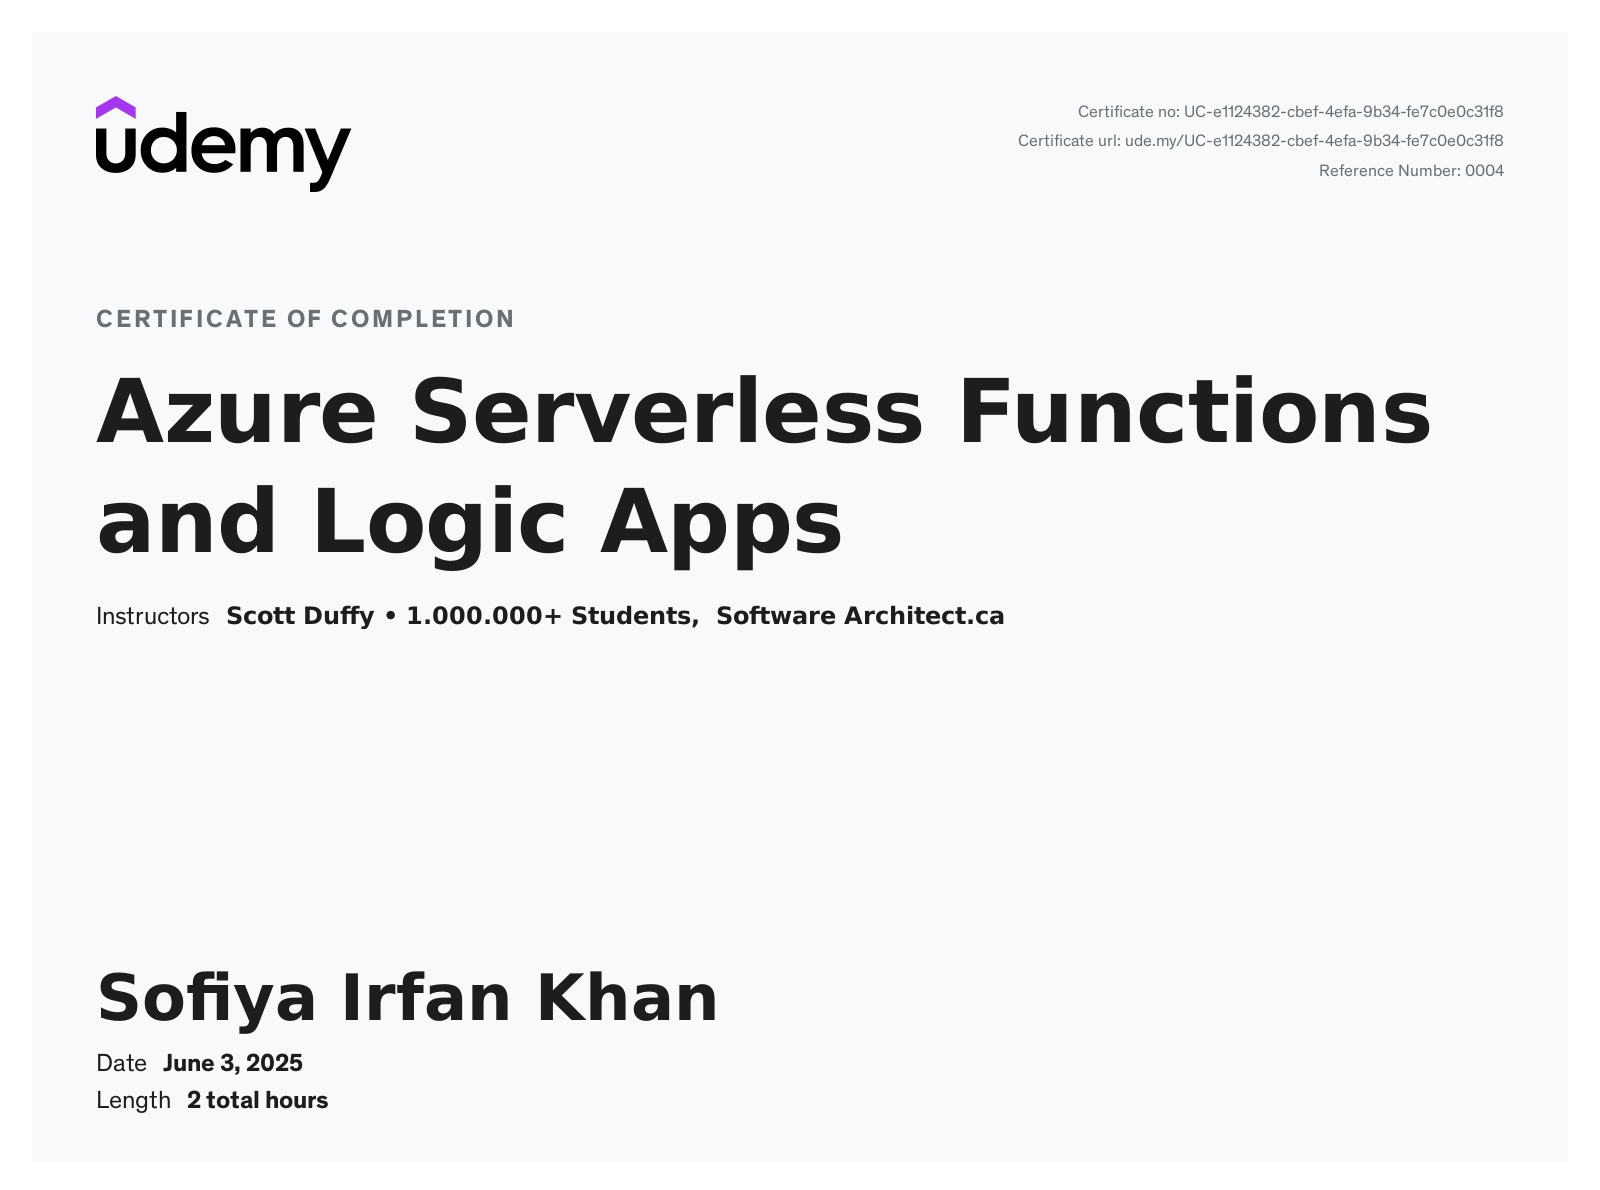 udemy
Certificate no: UC-e1124382-cbef-4efa-9b34-fe7c0e0c31f8
Certificate url: ude.my/UC-e1124382-cbef-4efa-9b34-fe7c0e0c31f8
Reference Number: 0004
CERTIFICATE OF COMPLETION
Azure Serverless Functions
and Logic Apps
Instructors Scott Duffy • 1.000.000+ Students, Software Architect.ca
Sofiya Irfan Khan
Date June 3, 2025
Length 2 total hours